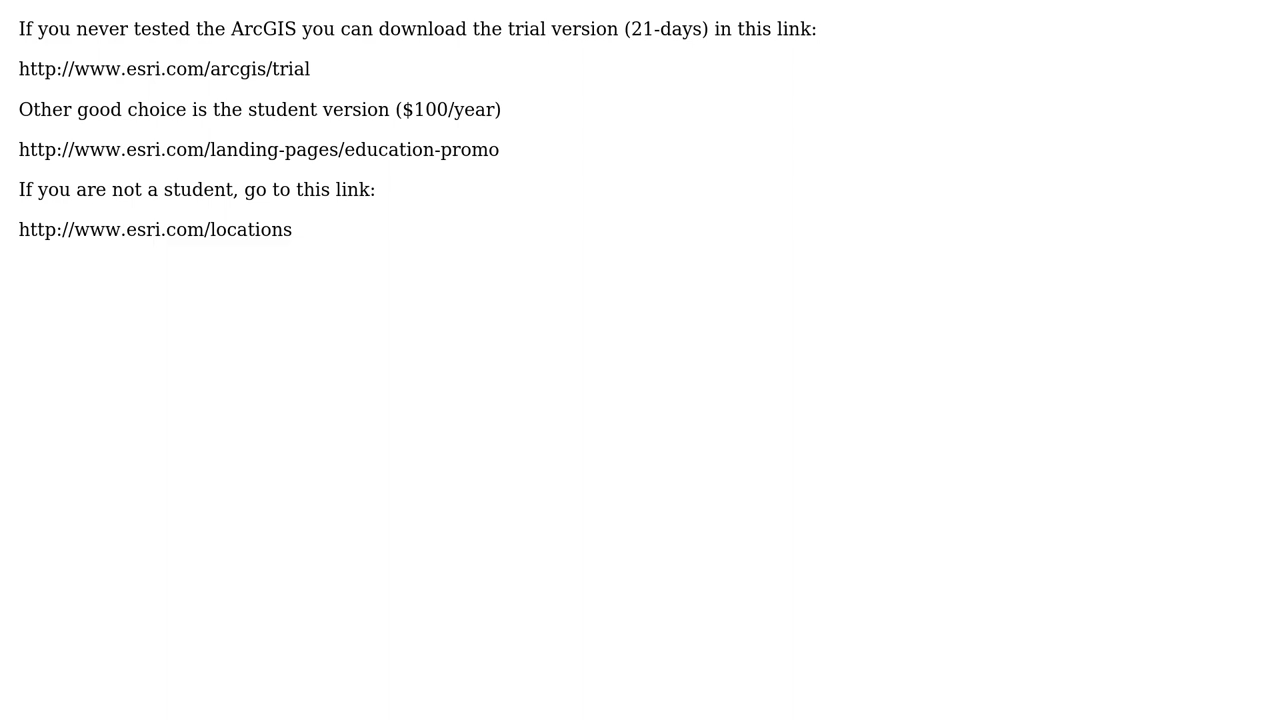 If you never tested the ArcGIS you can download the trial version (21-days) in this link:
http://www.esri.com/arcgis/trial
Other good choice is the student version ($100/year)
http://www.esri.com/landing-pages/education-promo
If you are not a student, go to this link:
http://www.esri.com/locations